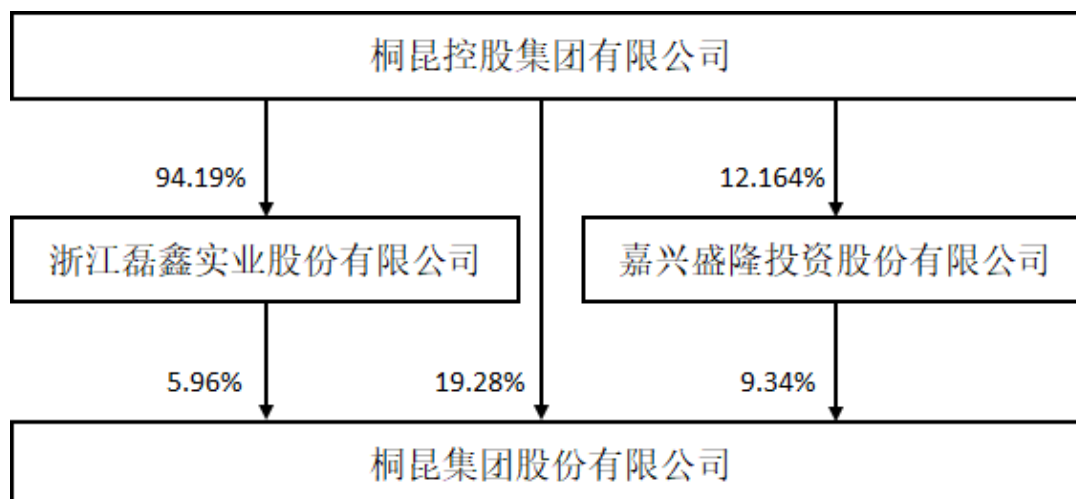 桐昆控股集团有限公司
94.19%
12.164%
浙江磊鑫实业股份有限公司
嘉兴盛隆投资股份有限公司
5.96%
19.28%
9.34%
桐昆集团股份有限公司